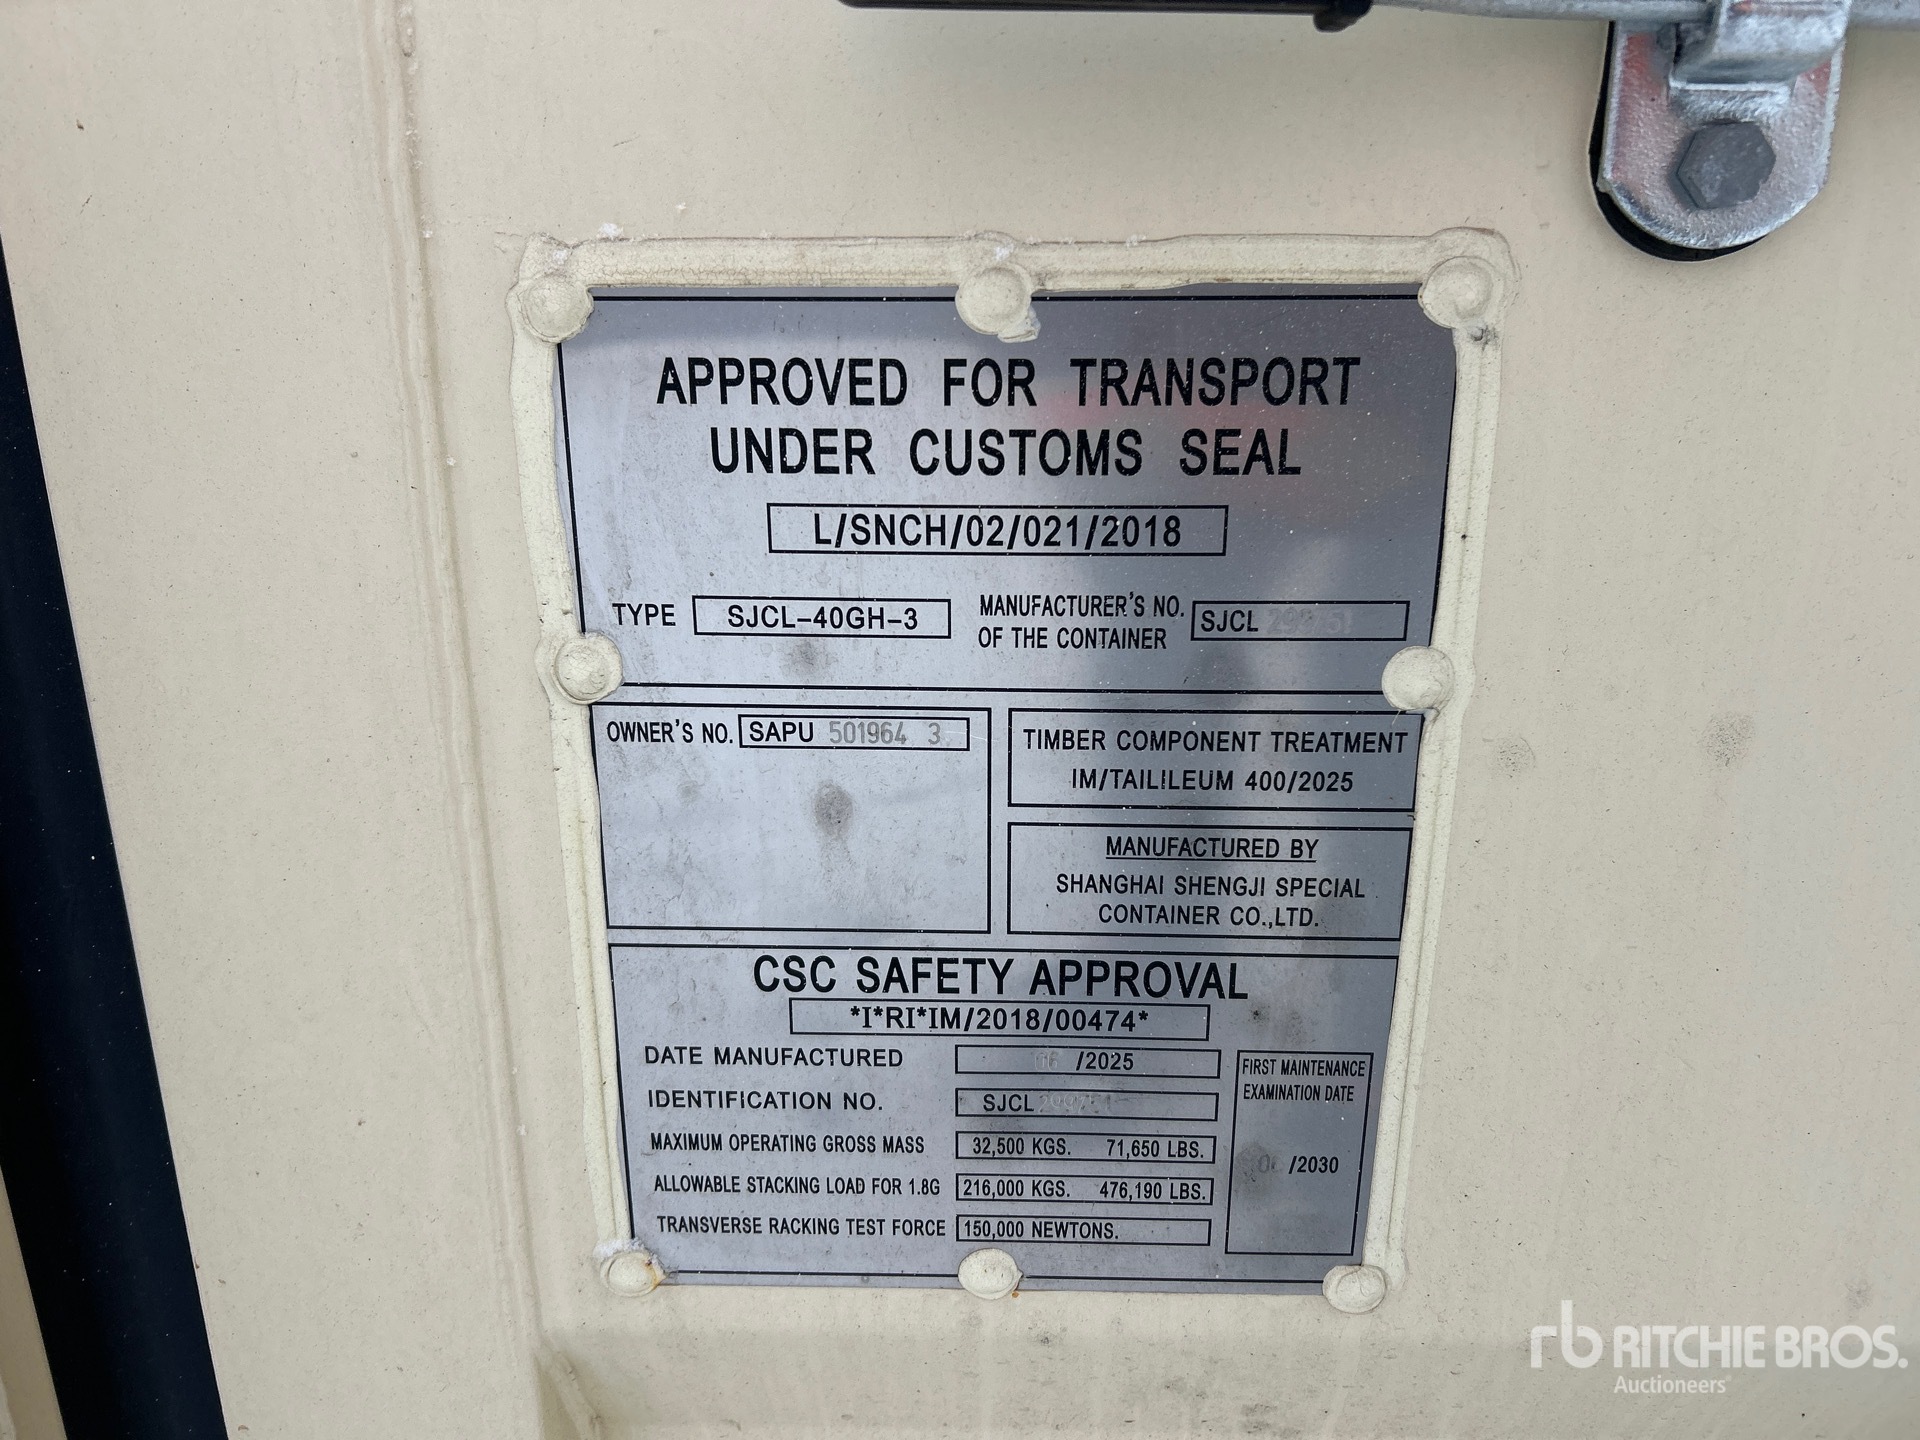 APPROVED FOR TRANSPORT
UNDER CUSTOMS SEAL
L/SNCH/02/021/2018
TYPE SJCL-40GH-3
MANUFACTURER'S NO.
OF THE CONTAINER
SJCL
OWNER'S NO. SAPU 501964 3
TIMBER COMPONENT TREATMENT
IM/TAILILEUM 400/2025
MANUFACTURED BY
SHANGHAI SHENGJI SPECIAL
CONTAINER CO.,LTD.
CSC SAFETY APPROVAL
*I*RI*IM/2018/00474*
DATE MANUFACTURED 06 /2025
IDENTIFICATION NO. SJCL
MAXIMUM OPERATING GROSS MASS 32,500 KGS. 71,650 LBS.
ALLOWABLE STACKING LOAD FOR 1.8G 216,000 KGS. 476,190 LBS.
TRANSVERSE RACKING TEST FORCE 150,000 NEWTONS.
FIRST MAINTENANCE
EXAMINATION DATE
/2030
rb RITCHIE BROS.
Auctioneers